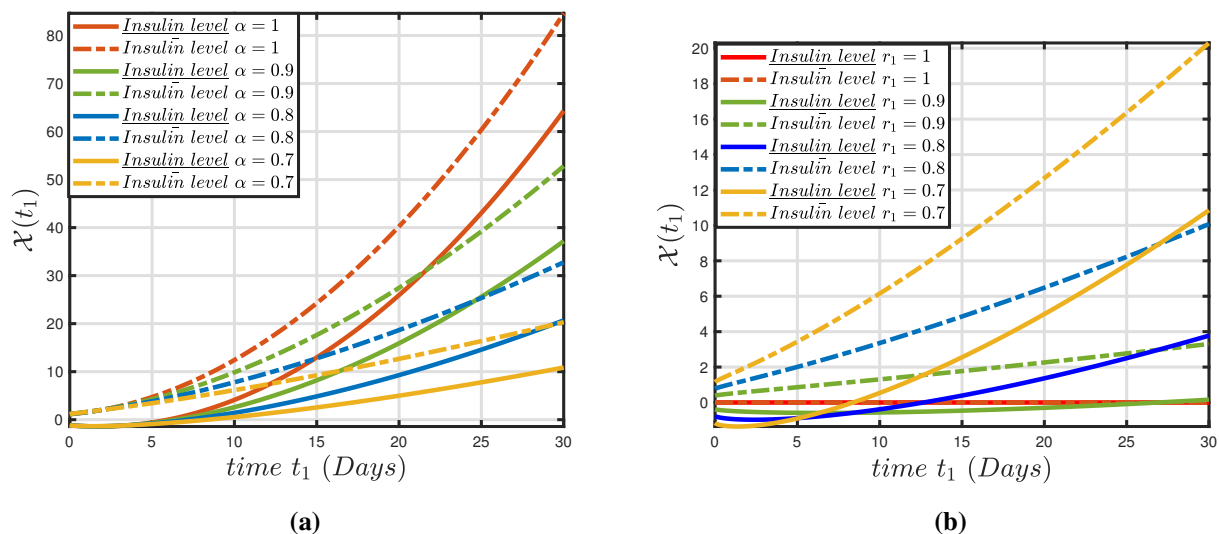 Insulin level α = 1
Insulin level α = 1
Insulin level α = 0.9
Insulin level α = 0.9
Insulin level α = 0.8
Insulin level α = 0.8
Insulin level α = 0.7
Insulin level α = 0.7
80
70
60
50
40
30
20
10
0
𝒳(t₁)
0 5 10 15 20 25 30
time t₁ (Days)
(a)
Insulin level r₁ = 1
Insulin level r₁ = 1
Insulin level r₁ = 0.9
Insulin level r₁ = 0.9
Insulin level r₁ = 0.8
Insulin level r₁ = 0.8
Insulin level r₁ = 0.7
Insulin level r₁ = 0.7
20
18
16
14
12
10
8
6
4
2
0
𝒳(t₁)
0 5 10 15 20 25 30
time t₁ (Days)
(b)